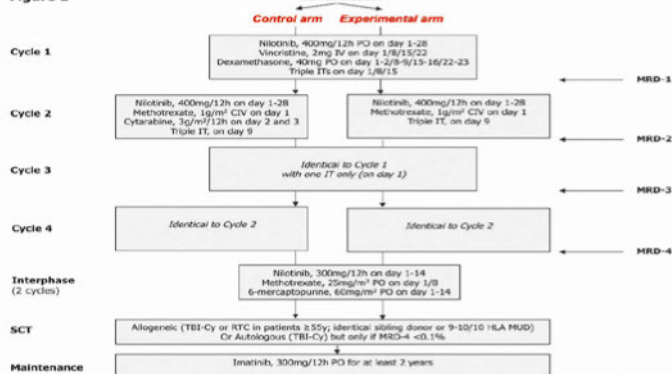 Control arm Experimental arm
Cycle 1
Nilotinib, 400mg/12h PO on day 1-28
Vincristine, 2mg IV on day 1/8/15/22
Dexamethasone, 40mg PO on day 1-2/8-9/15-16/22-23
Triple ITs on day 1/8/15
MRD-1
Cycle 2
Nilotinib, 400mg/12h on day 1-28
Methotrexate, 1g/m² CIV on day 1
Cytarabine, 3g/m²/12h on day 2 and 3
Triple IT, on day 9
Nilotinib, 400mg/12h on day 1-28
Methotrexate, 1g/m² CIV on day 1
Triple IT, on day 9
MRD-2
Cycle 3
Identical to Cycle 1
with one IT only (on day 1)
MRD-3
Cycle 4
Identical to Cycle 2
Identical to Cycle 2
MRD-4
Interphase
(2 cycles)
Nilotinib, 300mg/12h on day 1-14
Methotrexate, 25mg/m² PO on day 1/8
6-mercaptopurine, 60mg/m² PO on day 1-14
SCT
Allogeneic (TBI-Cy or RTC in patients ≥55y; identical sibling donor or 9-10/10 HLA MUD)
Or Autologous (TBI-Cy) but only if MRD-4 <0.1%
Maintenance
Imatinib, 300mg/12h PO for at least 2 years